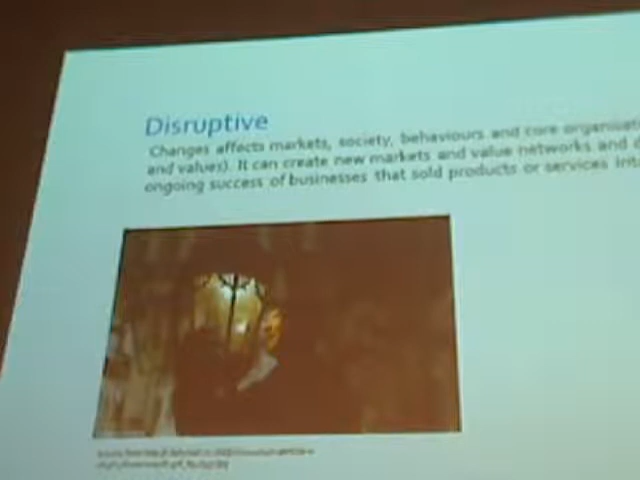 Disruptive
Changes affects markets, society, behaviours and core
and values). It can create new markets and value networks and
ongoing success of businesses that sold products or services